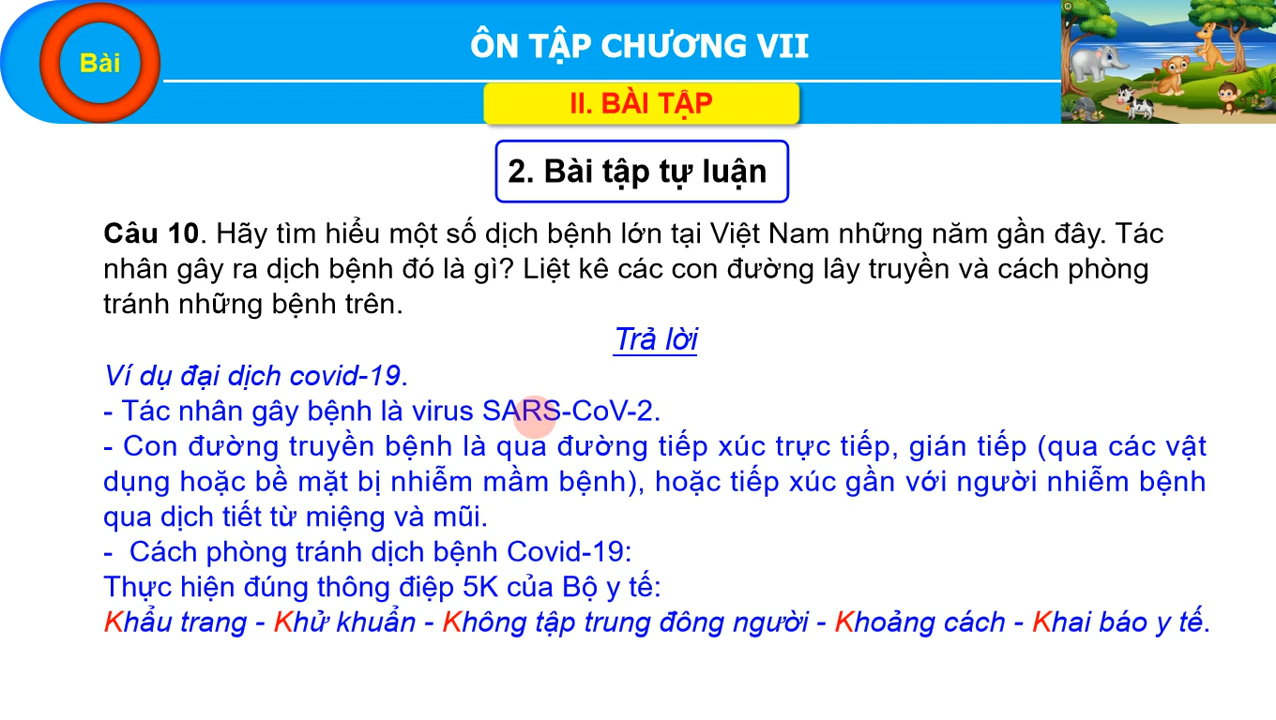 Bài
ÔN TẬP CHƯƠNG VII
II. BÀI TẬP
2. Bài tập tự luận
Câu 10. Hãy tìm hiểu một số dịch bệnh lớn tại Việt Nam những năm gần đây. Tác
nhân gây ra dịch bệnh đó là gì? Liệt kê các con đường lây truyền và cách phòng
tránh những bệnh trên.
Trả lời
Ví dụ đại dịch covid-19.
- Tác nhân gây bệnh là virus SARS-CoV-2.
- Con đường truyền bệnh là qua đường tiếp xúc trực tiếp, gián tiếp (qua các vật
dụng hoặc bề mặt bị nhiễm mầm bệnh), hoặc tiếp xúc gần với người nhiễm bệnh
qua dịch tiết từ miệng và mũi.
- Cách phòng tránh dịch bệnh Covid-19:
Thực hiện đúng thông điệp 5K của Bộ y tế:
Khẩu trang - Khử khuẩn - Không tập trung đông người - Khoảng cách - Khai báo y tế.